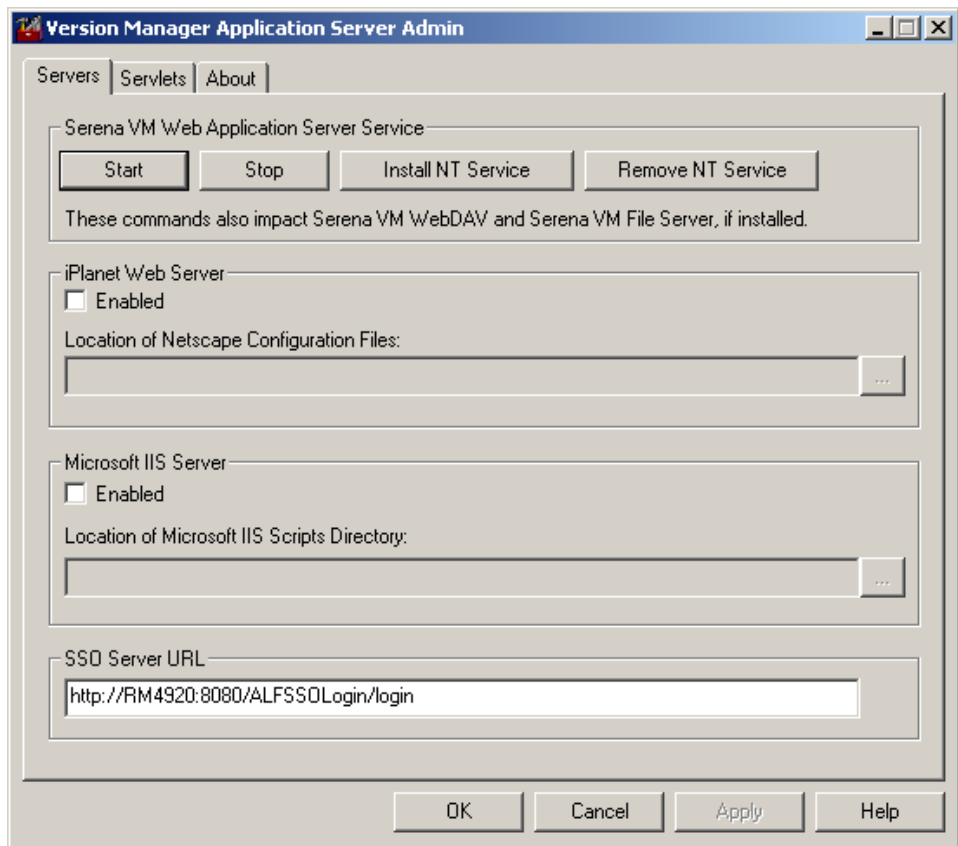 Version Manager Application Server Admin
Servers Servlets About
Serena VM Web Application Server Service
Start Stop Install NT Service Remove NT Service
These commands also impact Serena VM WebDAV and Serena VM File Server, if installed.
iPlanet Web Server
Enabled
Location of Netscape Configuration Files:
...
Microsoft IIS Server
Enabled
Location of Microsoft IIS Scripts Directory:
...
SSO Server URL
http://RM4920:8080/ALFSSOLogin/login
OK Cancel Apply Help